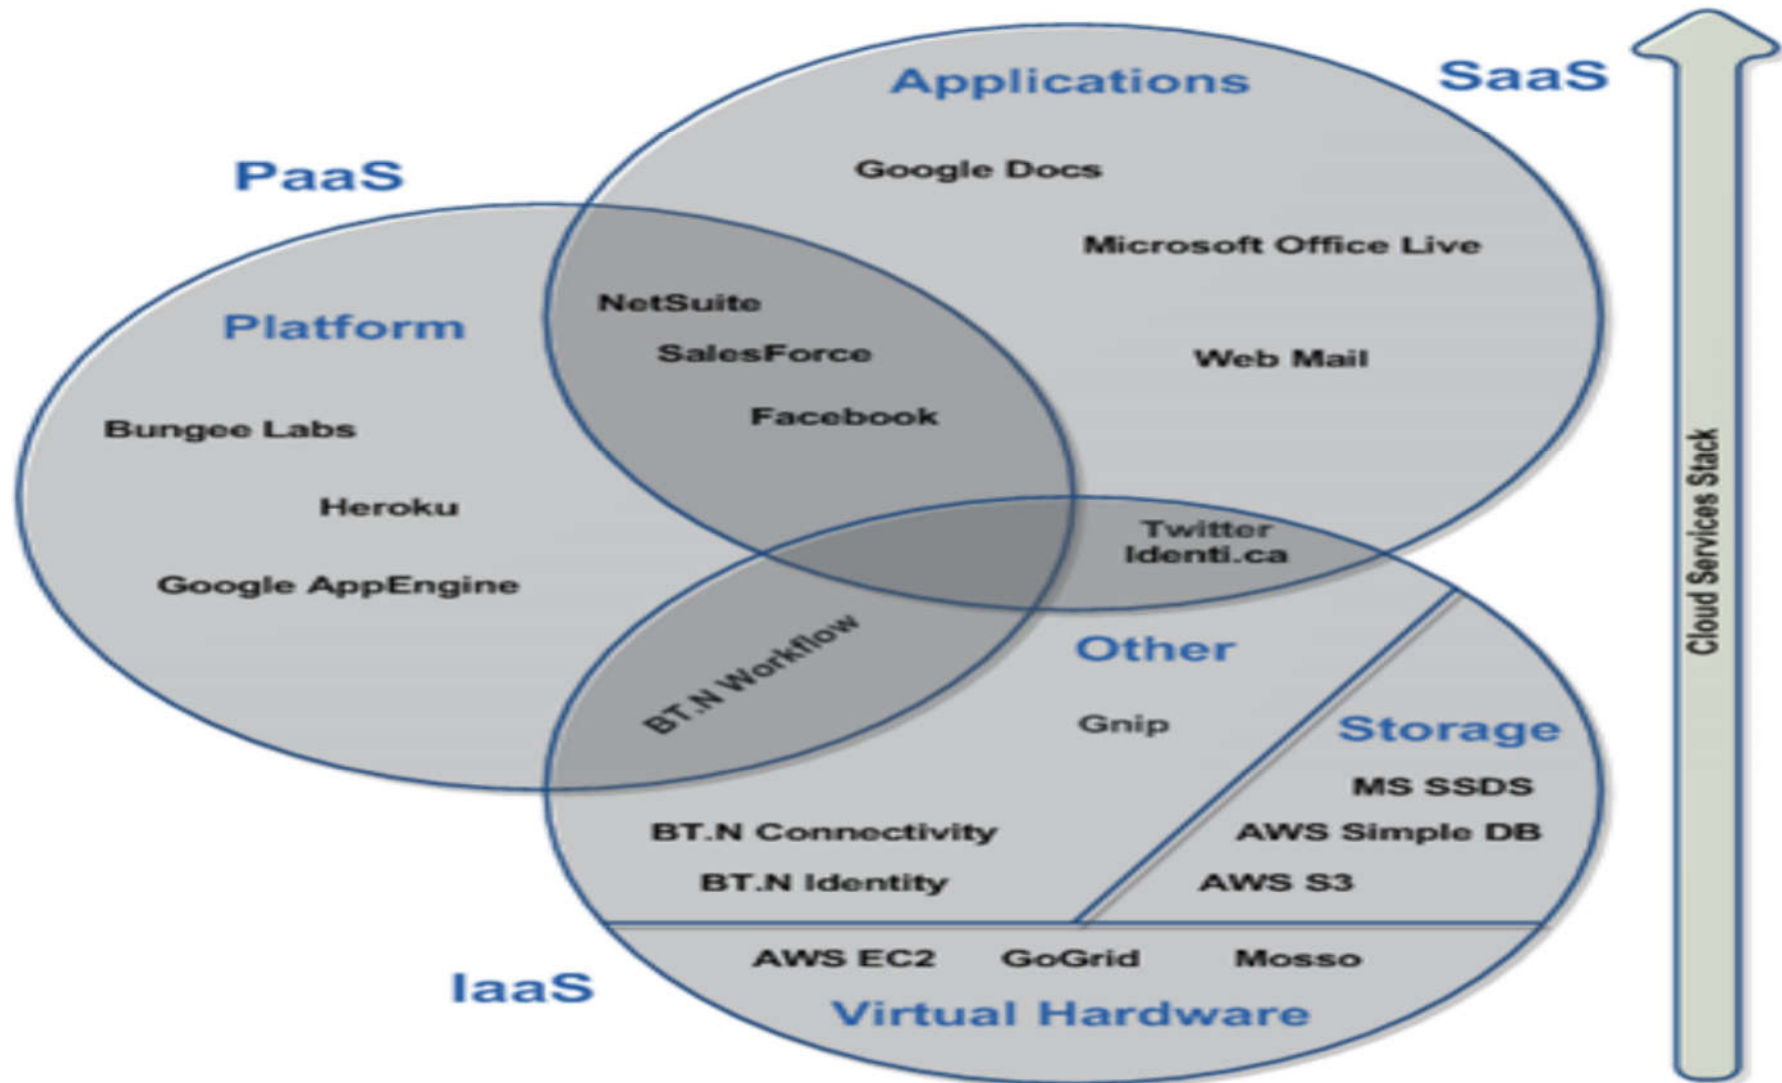 Applications
SaaS
Google Docs
PaaS
Microsoft Office Live
NetSuite
Platform
SalesForce
Web Mail
Facebook
Bungee Labs
Heroku
Twitter
Identi.ca
Google AppEngine
Cloud Services Stack
BT.N Workflow
Other
Gnip
Storage
MS SSDS
BT.N Connectivity
AWS Simple DB
BT.N Identity
AWS S3
AWS EC2
GoGrid
Mosso
IaaS
Virtual Hardware